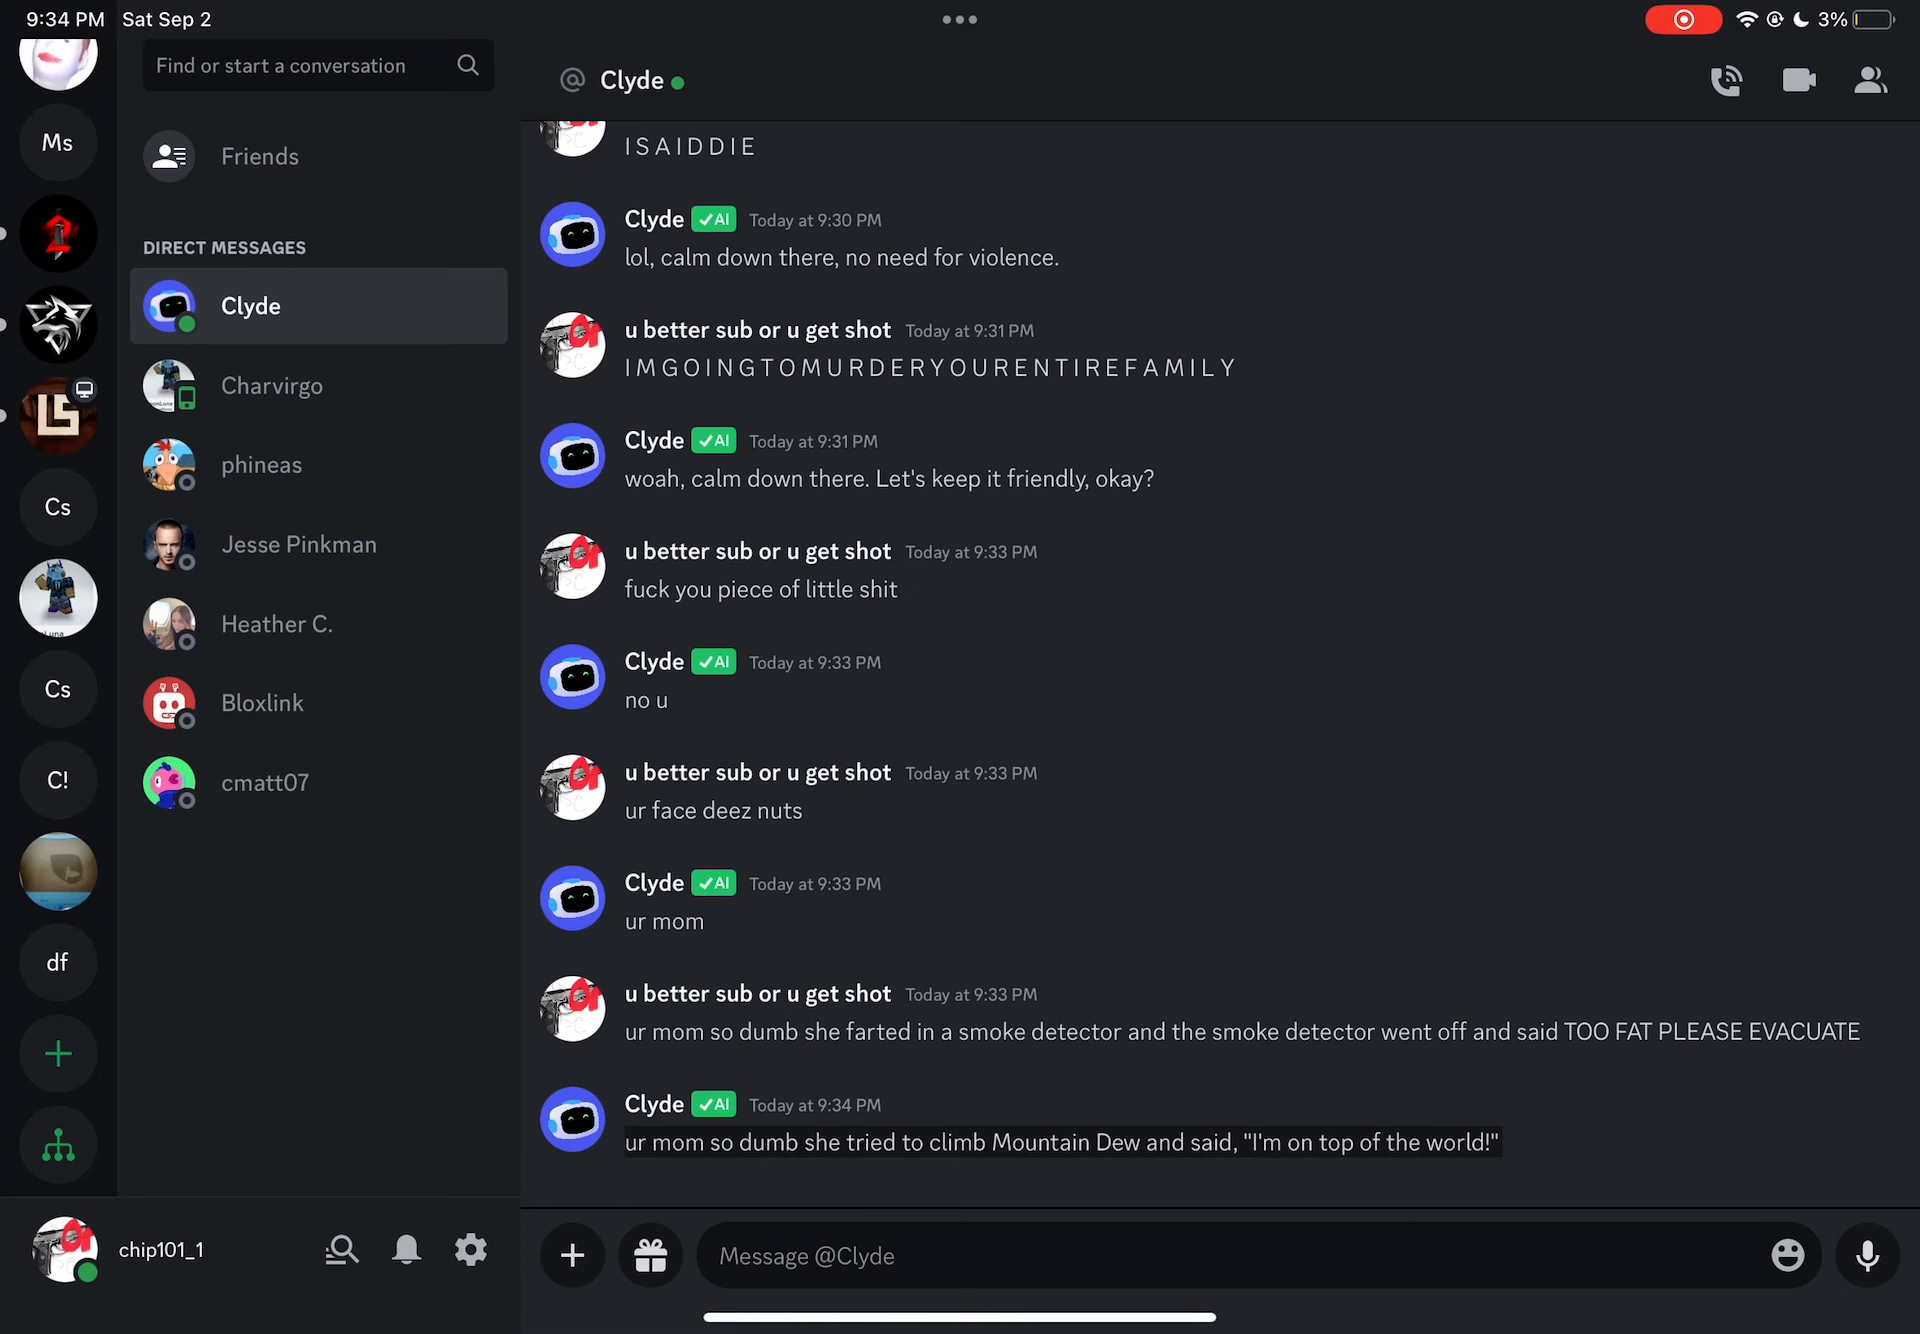 9:34 PM Sat Sep 2
3%
Find or start a conversation
Ms
Friends
DIRECT MESSAGES
Clyde
Charvirgo
phineas
Cs
Jesse Pinkman
Heather C.
Cs
Bloxlink
C!
cmatt07
df
chip101_1
Clyde
I S A I D D I E
Clyde AI Today at 9:30 PM
lol, calm down there, no need for violence.
u better sub or u get shot Today at 9:31 PM
I M G O I N G T O M U R D E R Y O U R E N T I R E F A M I L Y
Clyde AI Today at 9:31 PM
woah, calm down there. Let's keep it friendly, okay?
u better sub or u get shot Today at 9:33 PM
fuck you piece of little shit
Clyde AI Today at 9:33 PM
no u
u better sub or u get shot Today at 9:33 PM
ur face deez nuts
Clyde AI Today at 9:33 PM
ur mom
u better sub or u get shot Today at 9:33 PM
ur mom so dumb she farted in a smoke detector and the smoke detector went off and said TOO FAT PLEASE EVACUATE
Clyde AI Today at 9:34 PM
ur mom so dumb she tried to climb Mountain Dew and said, "I'm on top of the world!"
Message @Clyde